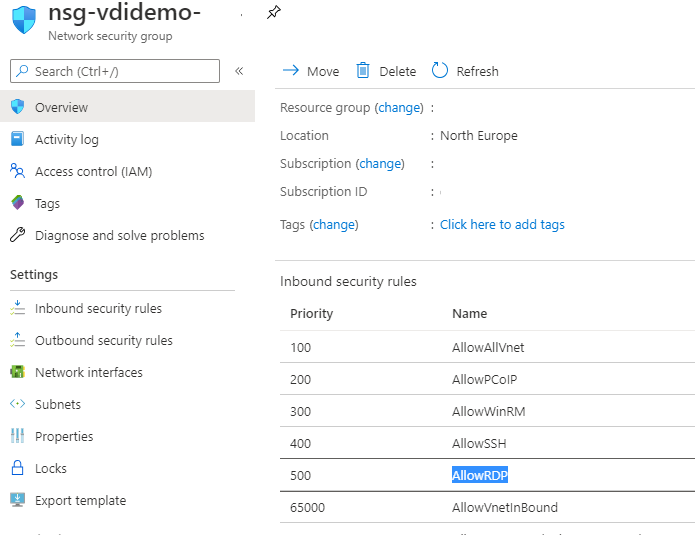 nsg-vdidemo-
Network security group
Search (Ctrl+/)
«
Overview
Activity log
Access control (IAM)
Tags
Diagnose and solve problems
Settings
Inbound security rules
Outbound security rules
Network interfaces
Subnets
Properties
Locks
Export template
Move Delete Refresh
Resource group (change) :
Location : North Europe
Subscription (change) :
Subscription ID :
Tags (change) : Click here to add tags
Inbound security rules
Priority Name
100 AllowAllVnet
200 AllowPCoIP
300 AllowWinRM
400 AllowSSH
500 AllowRDP
65000 AllowVnetInBound